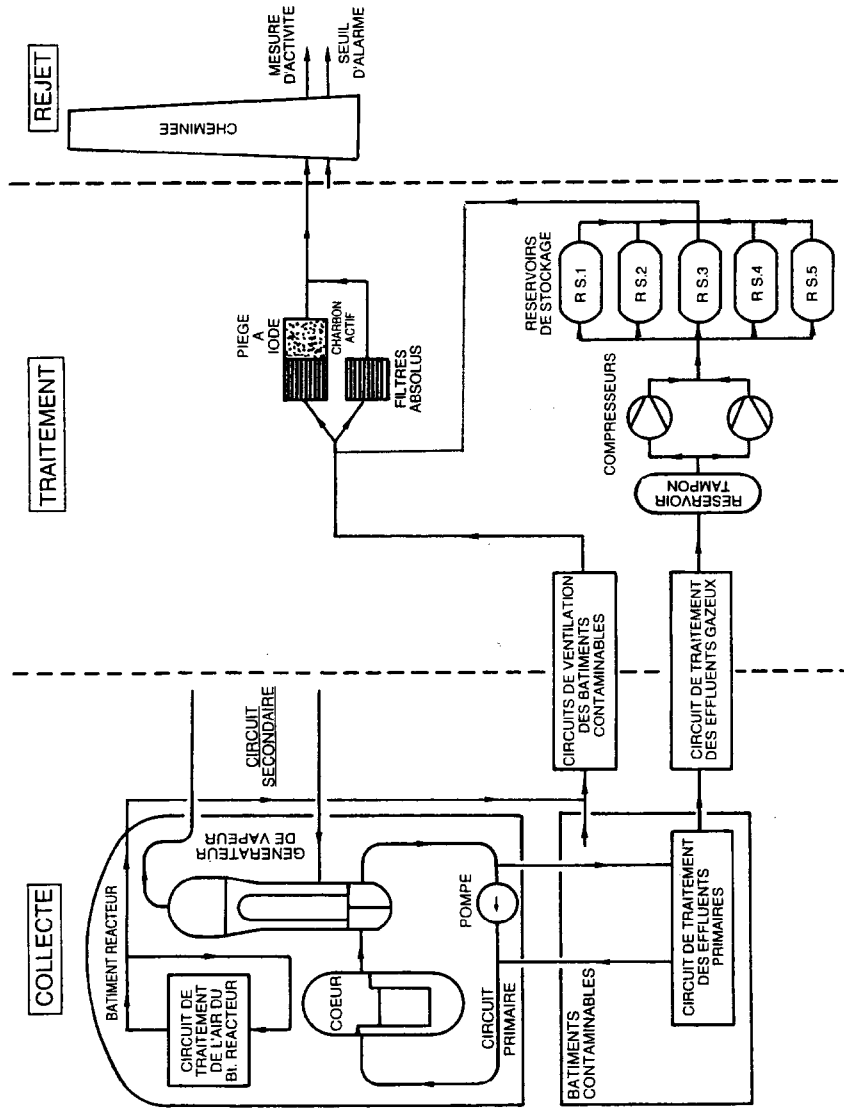 COLLECTE
TRAITEMENT
REJET
BATIMENT REACTEUR
CIRCUIT DE
TRAITEMENT
DE L'AIR DU
Bt. REACTEUR
GENERATEUR
DE VAPEUR
CIRCUIT
SECONDAIRE
COEUR
POMPE
CIRCUIT
PRIMAIRE
BATIMENTS
CONTAMINABLES
CIRCUIT DE TRAITEMENT
DES EFFLUENTS
PRIMAIRES
CIRCUITS DE VENTILATION
DES BATIMENTS
CONTAMINABLES
CIRCUIT DE TRAITEMENT
DES EFFLUENTS GAZEUX
PIEGE
A
IODE
CHARBON
ACTIF
FILTRES
ABSOLUS
RESERVOIR
TAMPON
COMPRESSEURS
RESERVOIRS
DE STOCKAGE
R S.1
R S.2
R S.3
R S.4
R S.5
CHEMINEE
MESURE
D'ACTIVITE
SEUIL
D'ALARME